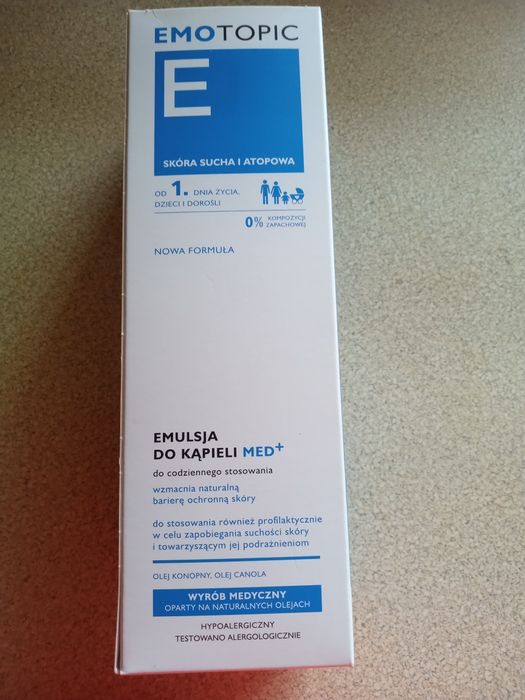 EMOTOPIC
E
SKÓRA SUCHA I ATOPOWA
OD 1. DNIA ŻYCIA.
DZIECI I DOROŚLI
0% KOMPOZYCJI
ZAPACHOWEJ
NOWA FORMUŁA
EMULSJA
DO KĄPIELI MED+
do codziennego stosowania
wzmacnia naturalną
barierę ochronną skóry
do stosowania również profilaktycznie
w celu zapobiegania suchości skóry
i towarzyszącym jej podrażnieniom
OLEJ KONOPNY, OLEJ CANOLA
WYRÓB MEDYCZNY
OPARTY NA NATURALNYCH OLEJACH
HYPOALERGICZNY
TESTOWANO ALERGOLOGICZNIE